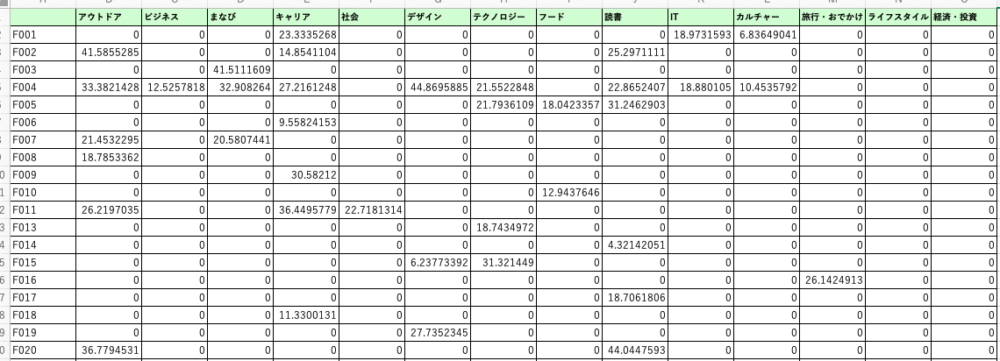 アウトドア ビジネス まなび キャリア 社会 デザイン テクノロジー フード 読書 IT カルチャー 旅行・おでかけ ライフスタイル 経済・投資
F001 0 0 0 23.3335268 0 0 0 0 0 18.9731593 6.83649041 0 0 0
F002 41.5855285 0 0 14.8541104 0 0 0 0 25.2971111 0 0 0 0 0
F003 0 0 41.5111609 0 0 0 0 0 0 0 0 0 0 0
F004 33.3821428 12.5257818 32.908264 27.2161248 0 44.8695885 21.5522848 0 22.8652407 18.880105 10.4535792 0 0 0
F005 0 0 0 0 0 0 21.7936109 18.0423357 31.2462903 0 0 0 0 0
F006 0 0 0 9.55824153 0 0 0 0 0 0 0 0 0 0
F007 21.4532295 0 20.5807441 0 0 0 0 0 0 0 0 0 0 0
F008 18.7853362 0 0 0 0 0 0 0 0 0 0 0 0 0
F009 0 0 0 30.58212 0 0 0 0 0 0 0 0 0 0
F010 0 0 0 0 0 0 0 12.9437646 0 0 0 0 0 0
F011 26.2197035 0 0 36.4495779 22.7181314 0 0 0 0 0 0 0 0 0
F013 0 0 0 0 0 0 18.7434972 0 0 0 0 0 0 0
F014 0 0 0 0 0 0 0 0 4.32142051 0 0 0 0 0
F015 0 0 0 0 0 6.23773392 31.321449 0 0 0 0 0 0 0
F016 0 0 0 0 0 0 0 0 0 0 0 26.1424913 0 0
F017 0 0 0 0 0 0 0 0 18.7061806 0 0 0 0 0
F018 0 0 0 11.3300131 0 0 0 0 0 0 0 0 0 0
F019 0 0 0 0 0 27.7352345 0 0 0 0 0 0 0 0
F020 36.7794531 0 0 0 0 0 0 0 44.0447593 0 0 0 0 0